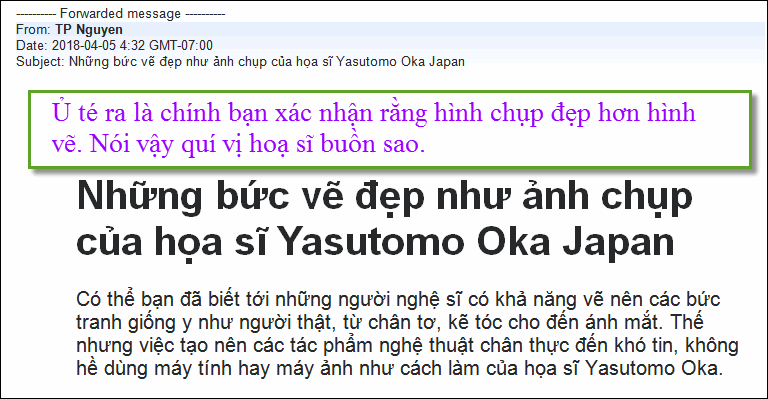 ---------- Forwarded message ----------
From: TP Nguyen
Date: 2018-04-05 4:32 GMT-07:00
Subject: Những bức vẽ đẹp như ảnh chụp của họa sĩ Yasutomo Oka Japan
Ủ té ra là chính bạn xác nhận rằng hình chụp đẹp hơn hình
vẽ. Nói vậy quí vị hoạ sĩ buồn sao.
Những bức vẽ đẹp như ảnh chụp
của họa sĩ Yasutomo Oka Japan
Có thể bạn đã biết tới những người nghệ sĩ có khả năng vẽ nên các bức
tranh giống y như người thật, từ chân tơ, kẽ tóc cho đến ánh mắt. Thế
nhưng việc tạo nên các tác phẩm nghệ thuật chân thực đến khó tin, không
hề dùng máy tính hay máy ảnh như cách làm của họa sĩ Yasutomo Oka.